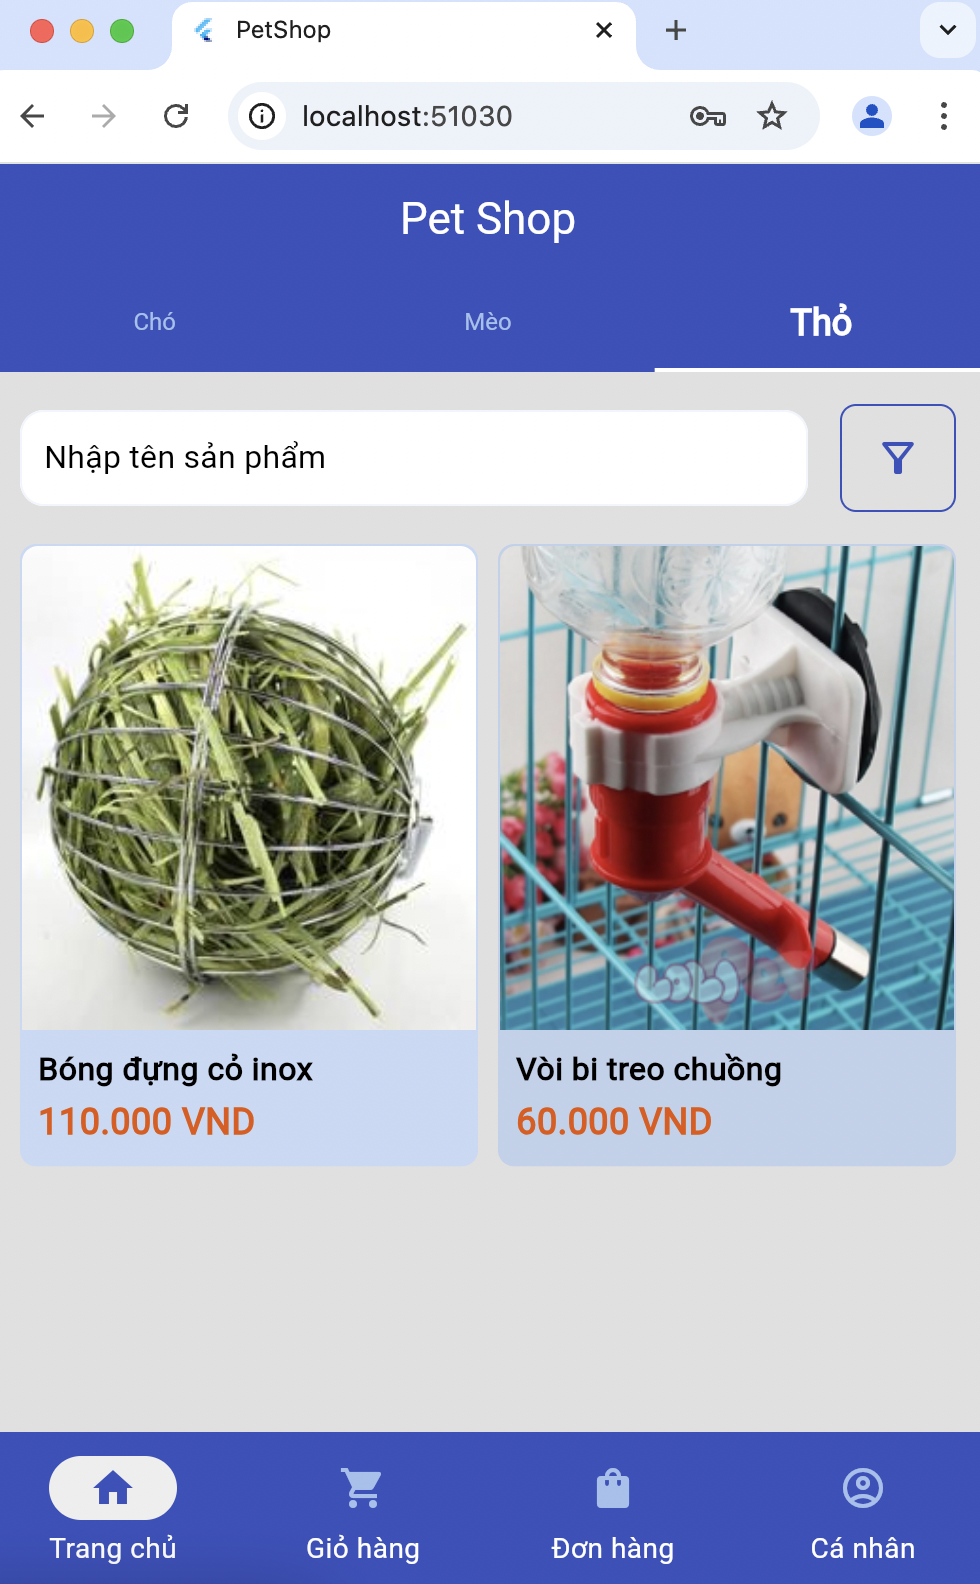 PetShop
localhost:51030
Pet Shop
Chó
Mèo
Thỏ
Nhập tên sản phẩm
Bóng đựng cỏ inox
110.000 VND
Vòi bi treo chuồng
60.000 VND
Trang chủ
Giỏ hàng
Đơn hàng
Cá nhân